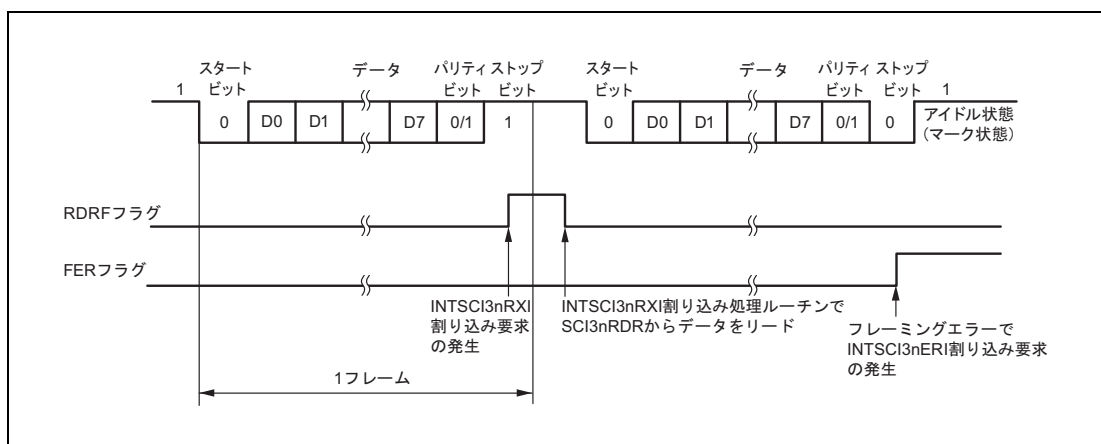 スタート
ビット
データ
パリティ
ビット
ストップ
ビット
スタート
ビット
データ
パリティ
ビット
ストップ
ビット
1
0
D0
D1
D7
0/1
1
0
D0
D1
D7
0/1
0
1
アイドル状態
(マーク状態)
RDRFフラグ
FERフラグ
INTSCI3nRXI
割り込み要求
の発生
INTSCI3nRXI割り込み処理ルーチンで
SCI3nRDRからデータをリード
フレーミングエラーで
INTSCI3nERI割り込み要求
の発生
1フレーム